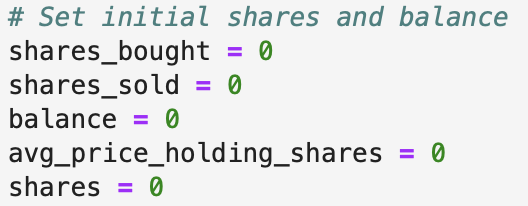 # Set initial shares and balance
shares_bought = 0
shares_sold = 0
balance = 0
avg_price_holding_shares = 0
shares = 0